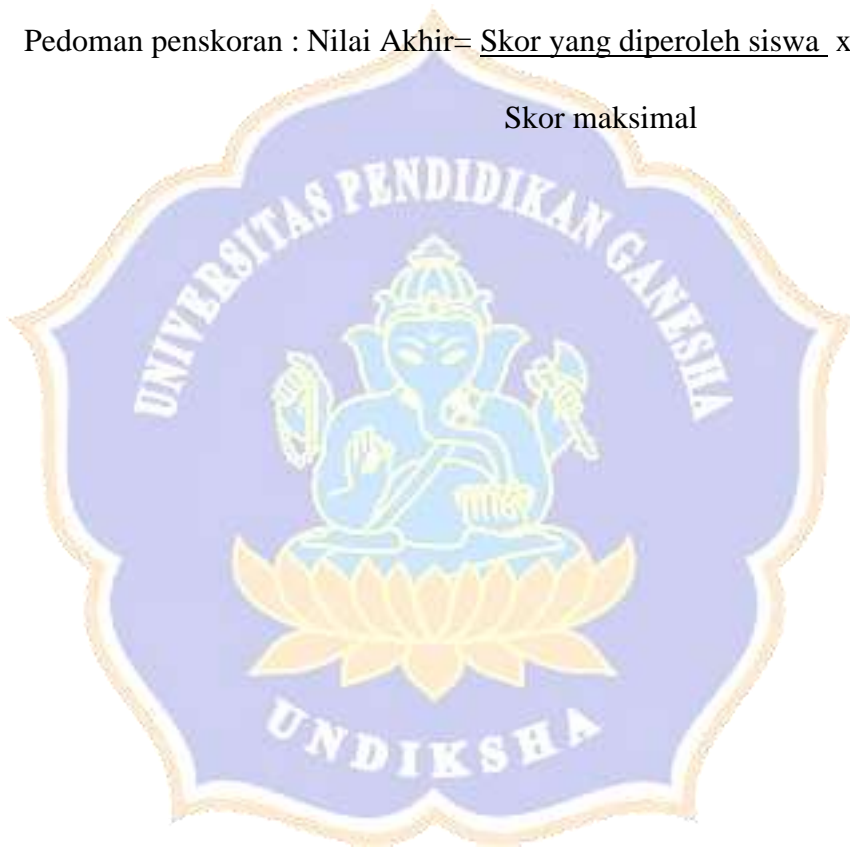 Pedoman penskoran : Nilai Akhir= Skor yang diperoleh siswa x
Skor maksimal
UNIVERSITAS PENDIDIKAN GANESHA
UNDIKSHA